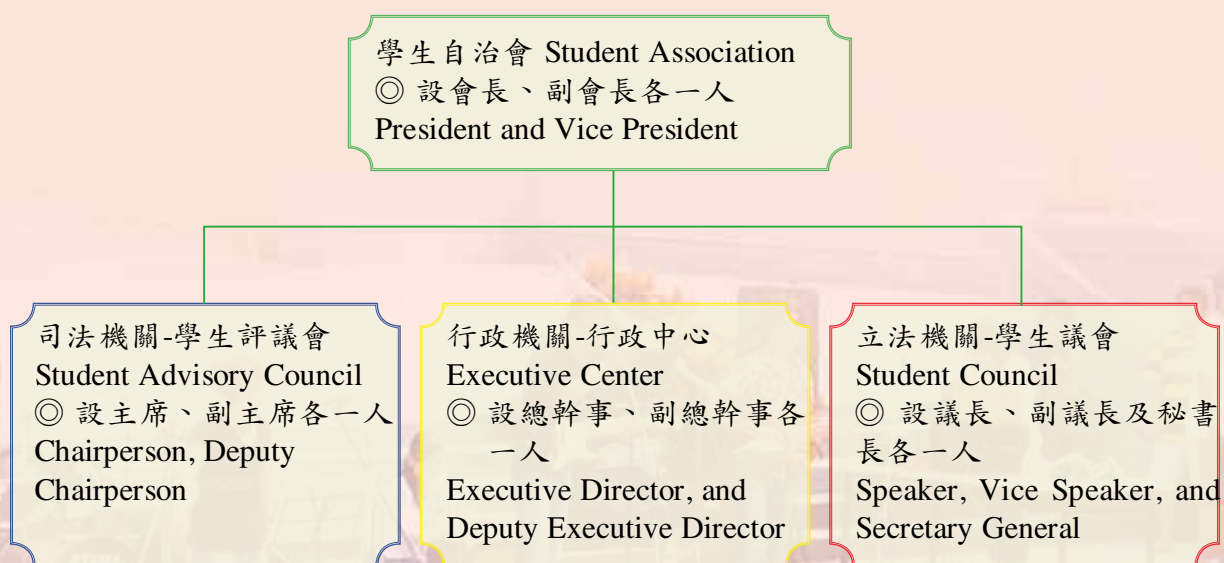 學生自治會 Student Association
◎ 設會長、副會長各一人
President and Vice President
司法機關-學生評議會
Student Advisory Council
◎ 設主席、副主席各一人
Chairperson, Deputy
Chairperson
行政機關-行政中心
Executive Center
◎ 設總幹事、副總幹事各
一人
Executive Director, and
Deputy Executive Director
立法機關-學生議會
Student Council
◎ 設議長、副議長及秘書
長各一人
Speaker, Vice Speaker, and
Secretary General